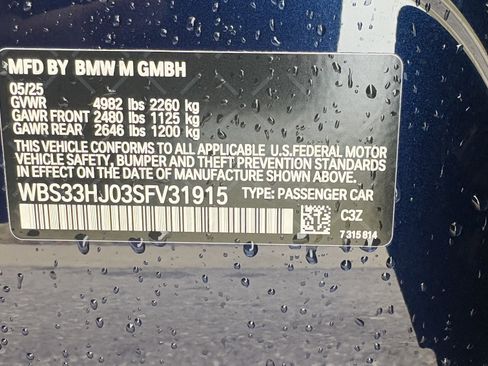 MFD BY BMW M GMBH
05/25
GVWR 4982 lbs 2260 kg
GAWR FRONT 2480 lbs 1125 kg
GAWR REAR 2646 lbs 1200 kg
THIS VEHICLE CONFORMS TO ALL APPLICABLE U.S.FEDERAL MOTOR
VEHICLE SAFETY, BUMPER AND THEFT PREVENTION STANDARDS
IN EFFECT ON THE DATE OF MANUFACTURE SHOWN ABOVE.
WBS33HJ03SFV31915 TYPE: PASSENGER CAR
C3Z
7 315 814